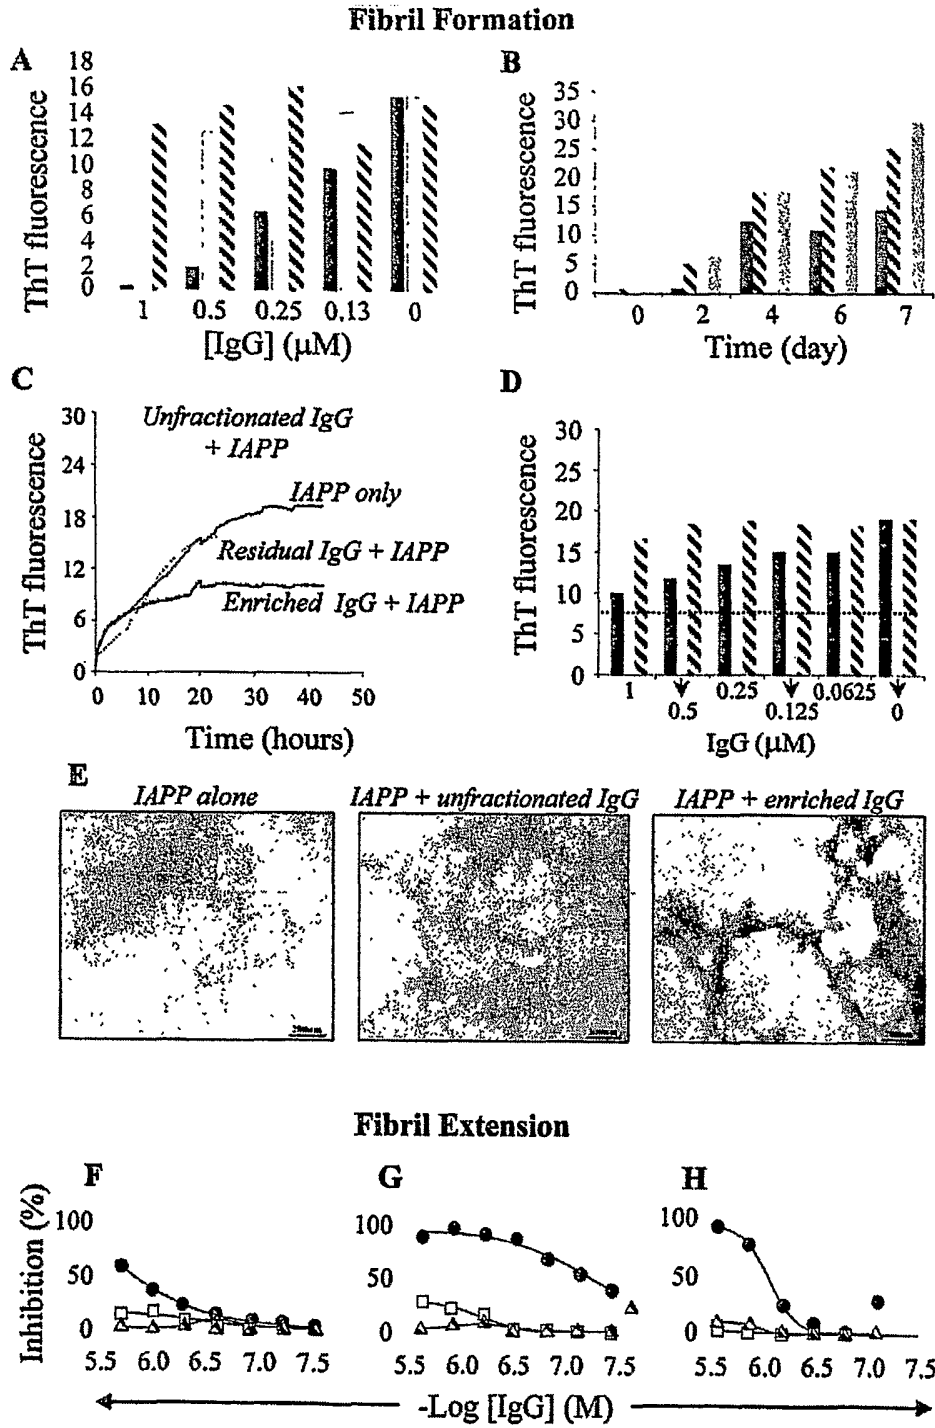 Fibril Formation
A
ThT fluorescence
18
16
14
12
10
8
6
4
2
0
1 0.5 0.25 0.13 0
[IgG] (μM)
B
ThT fluorescence
35
30
25
20
15
10
5
0
0 2 4 6 7
Time (day)
C
ThT fluorescence
30
24
18
12
6
0
Unfractionated IgG
+ IAPP
IAPP only
Residual IgG + IAPP
Enriched IgG + IAPP
0 10 20 30 40 50
Time (hours)
D
ThT fluorescence
30
25
20
15
10
5
0
1 0.25 0.0625
0.5 0.125 0
IgG (μM)
E
IAPP alone
IAPP + unfractionated IgG
IAPP + enriched IgG
Fibril Extension
F
Inhibition (%)
100
50
0
5.5 6.0 6.5 7.0 7.5
G
100
50
0
5.5 6.0 6.5 7.0 7.5
H
100
50
0
5.5 6.0 6.5 7.0 7.5
-Log [IgG] (M)